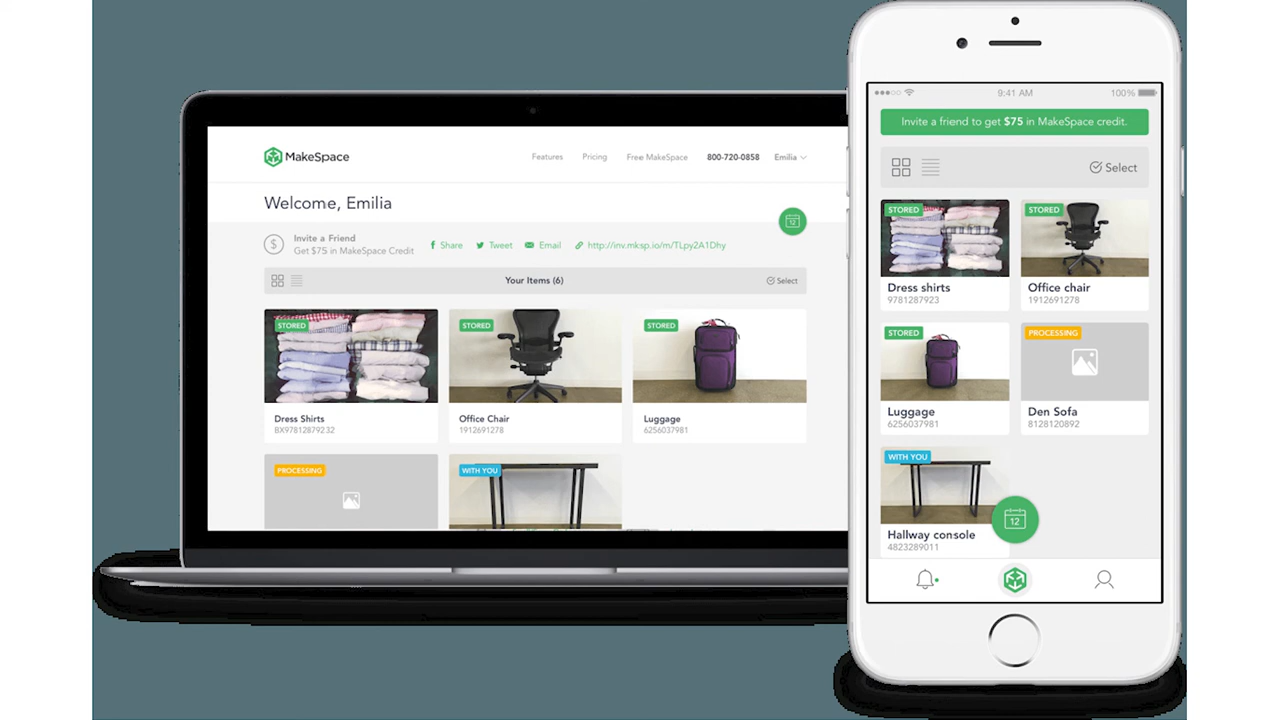 MakeSpace
Features
Pricing
Free MakeSpace
800-720-0858
Emilia
Welcome, Emilia
12
Invite a Friend
Get $75 in MakeSpace Credit
$
Share
Tweet
Email
http://inv.mksp.io/m/TLpy2A1Dhy
Your Items (6)
Select
STORED
STORED
STORED
Dress Shirts
BX97812879232
Office Chair
1912691278
Luggage
6256037981
PROCESSING
WITH YOU
9:41 AM
100%
Invite a friend to get $75 in MakeSpace credit.
Select
STORED
STORED
Dress shirts
9781287923
Office chair
1912691278
STORED
PROCESSING
Luggage
6256037981
Den Sofa
8128120892
WITH YOU
12
Hallway console
4823289011